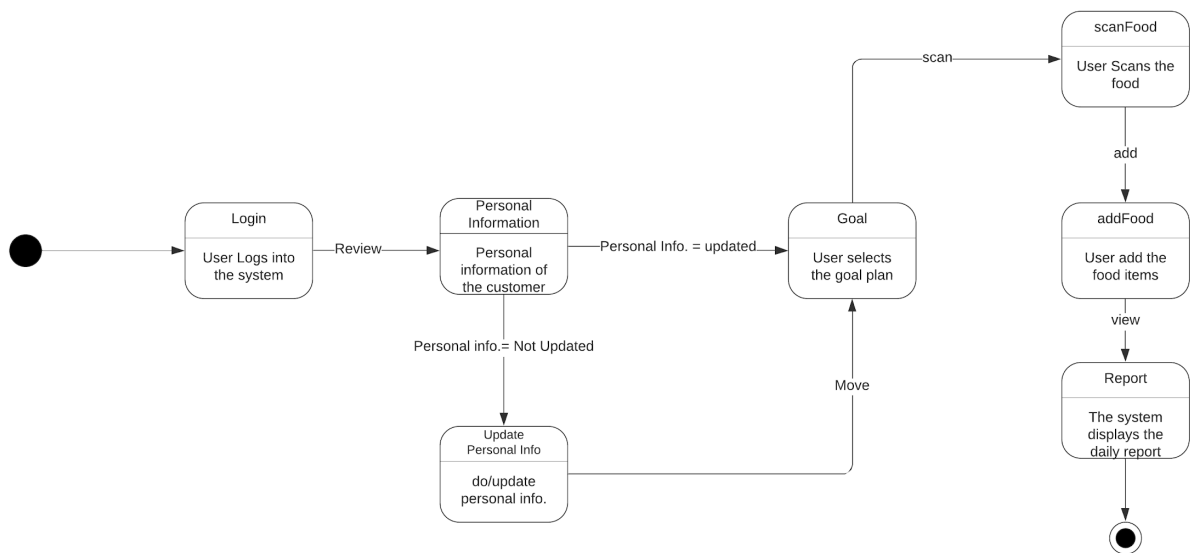 scanFood
User Scans the
food
scan
add
Login
User Logs into
the system
Review
Personal
Information
Personal
information of
the customer
Personal Info. = updated
Goal
User selects
the goal plan
addFood
User add the
food items
view
Personal info.= Not Updated
Move
Report
The system
displays the
daily report
Update
Personal Info
do/update
personal info.